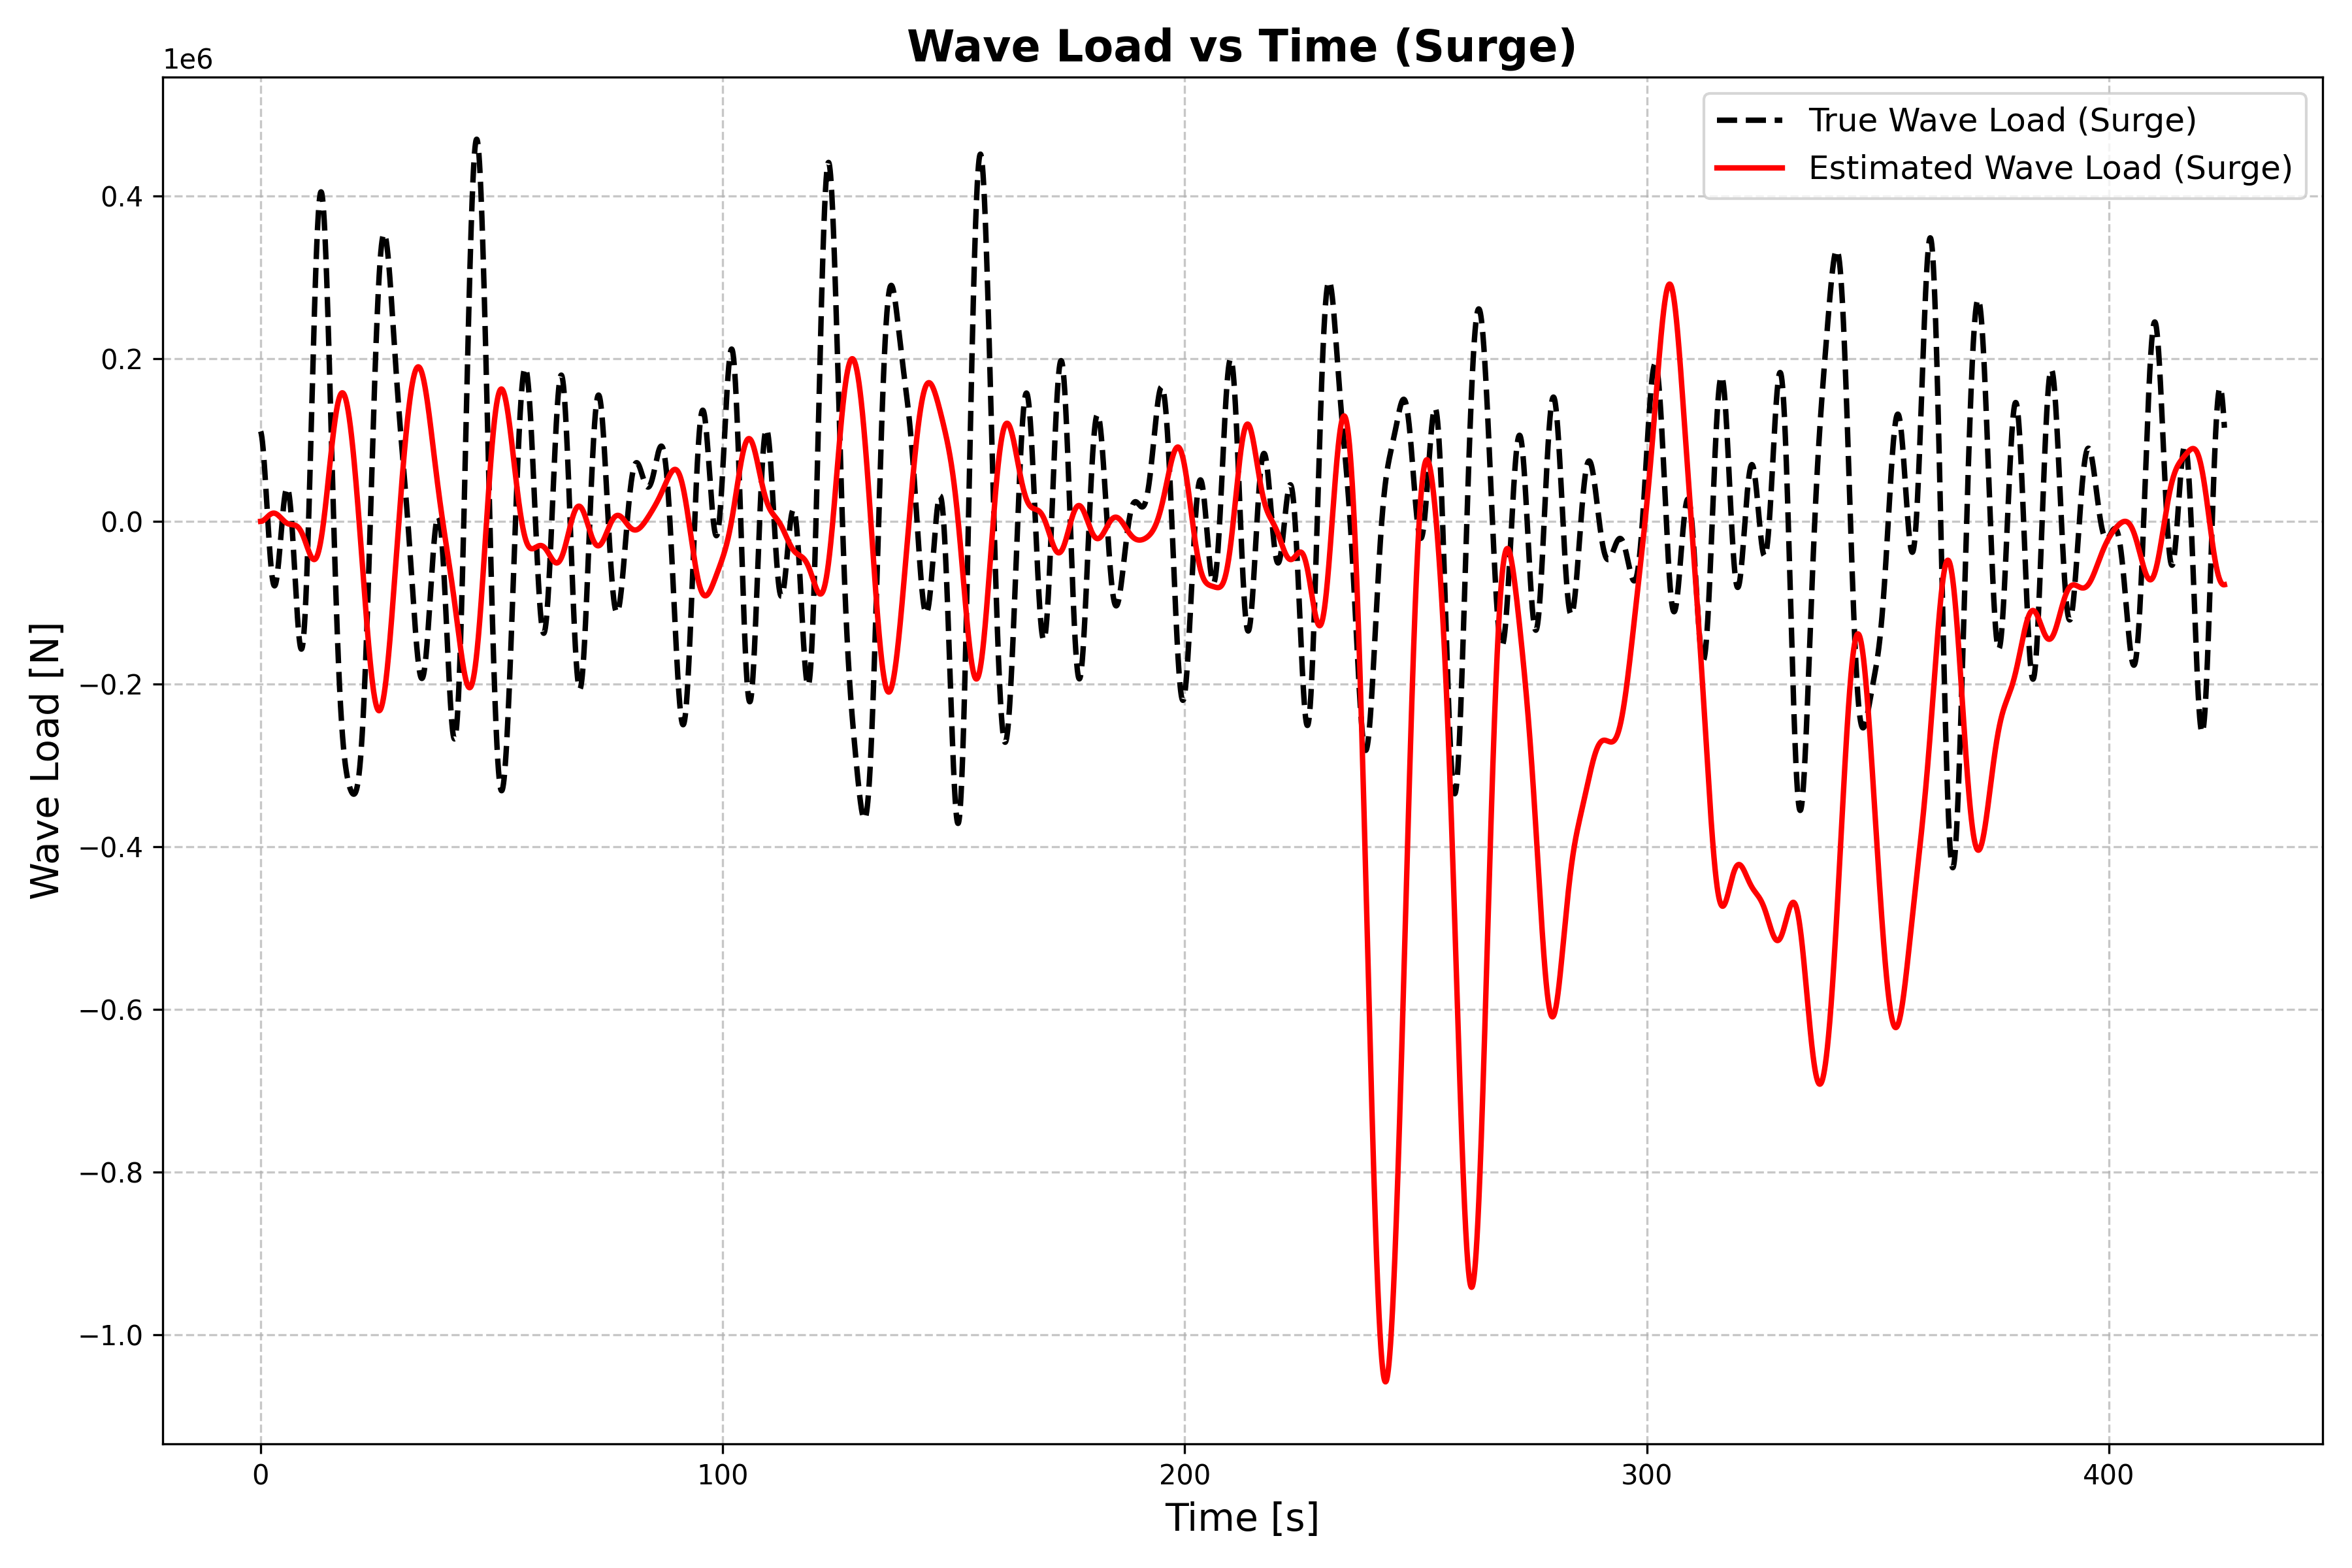 Wave Load vs Time (Surge)
1e6
True Wave Load (Surge)
Estimated Wave Load (Surge)
0.4
0.2
0.0
−0.2
−0.4
−0.6
−0.8
−1.0
Wave Load [N]
0 100 200 300 400
Time [s]